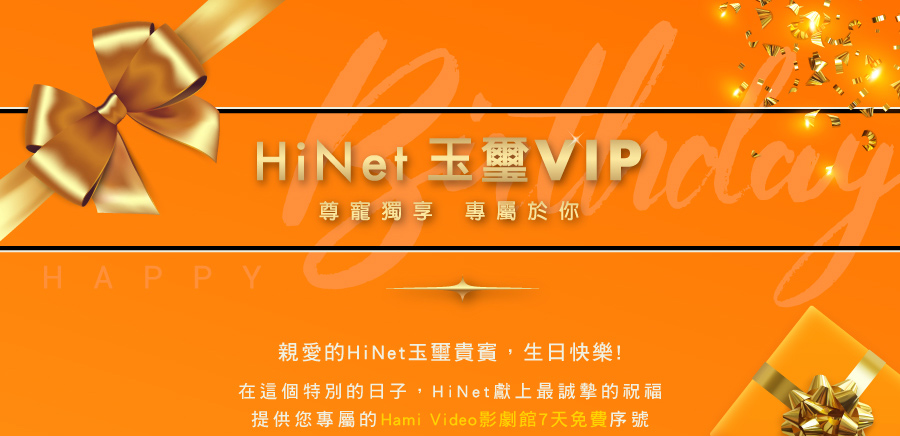 Birthday
HiNet 玉璽VIP
尊寵獨享 專屬於你
HAPPY
親愛的HiNet玉璽貴賓，生日快樂!
在這個特別的日子，HiNet獻上最誠摯的祝福
提供您專屬的Hami Video影劇館7天免費序號